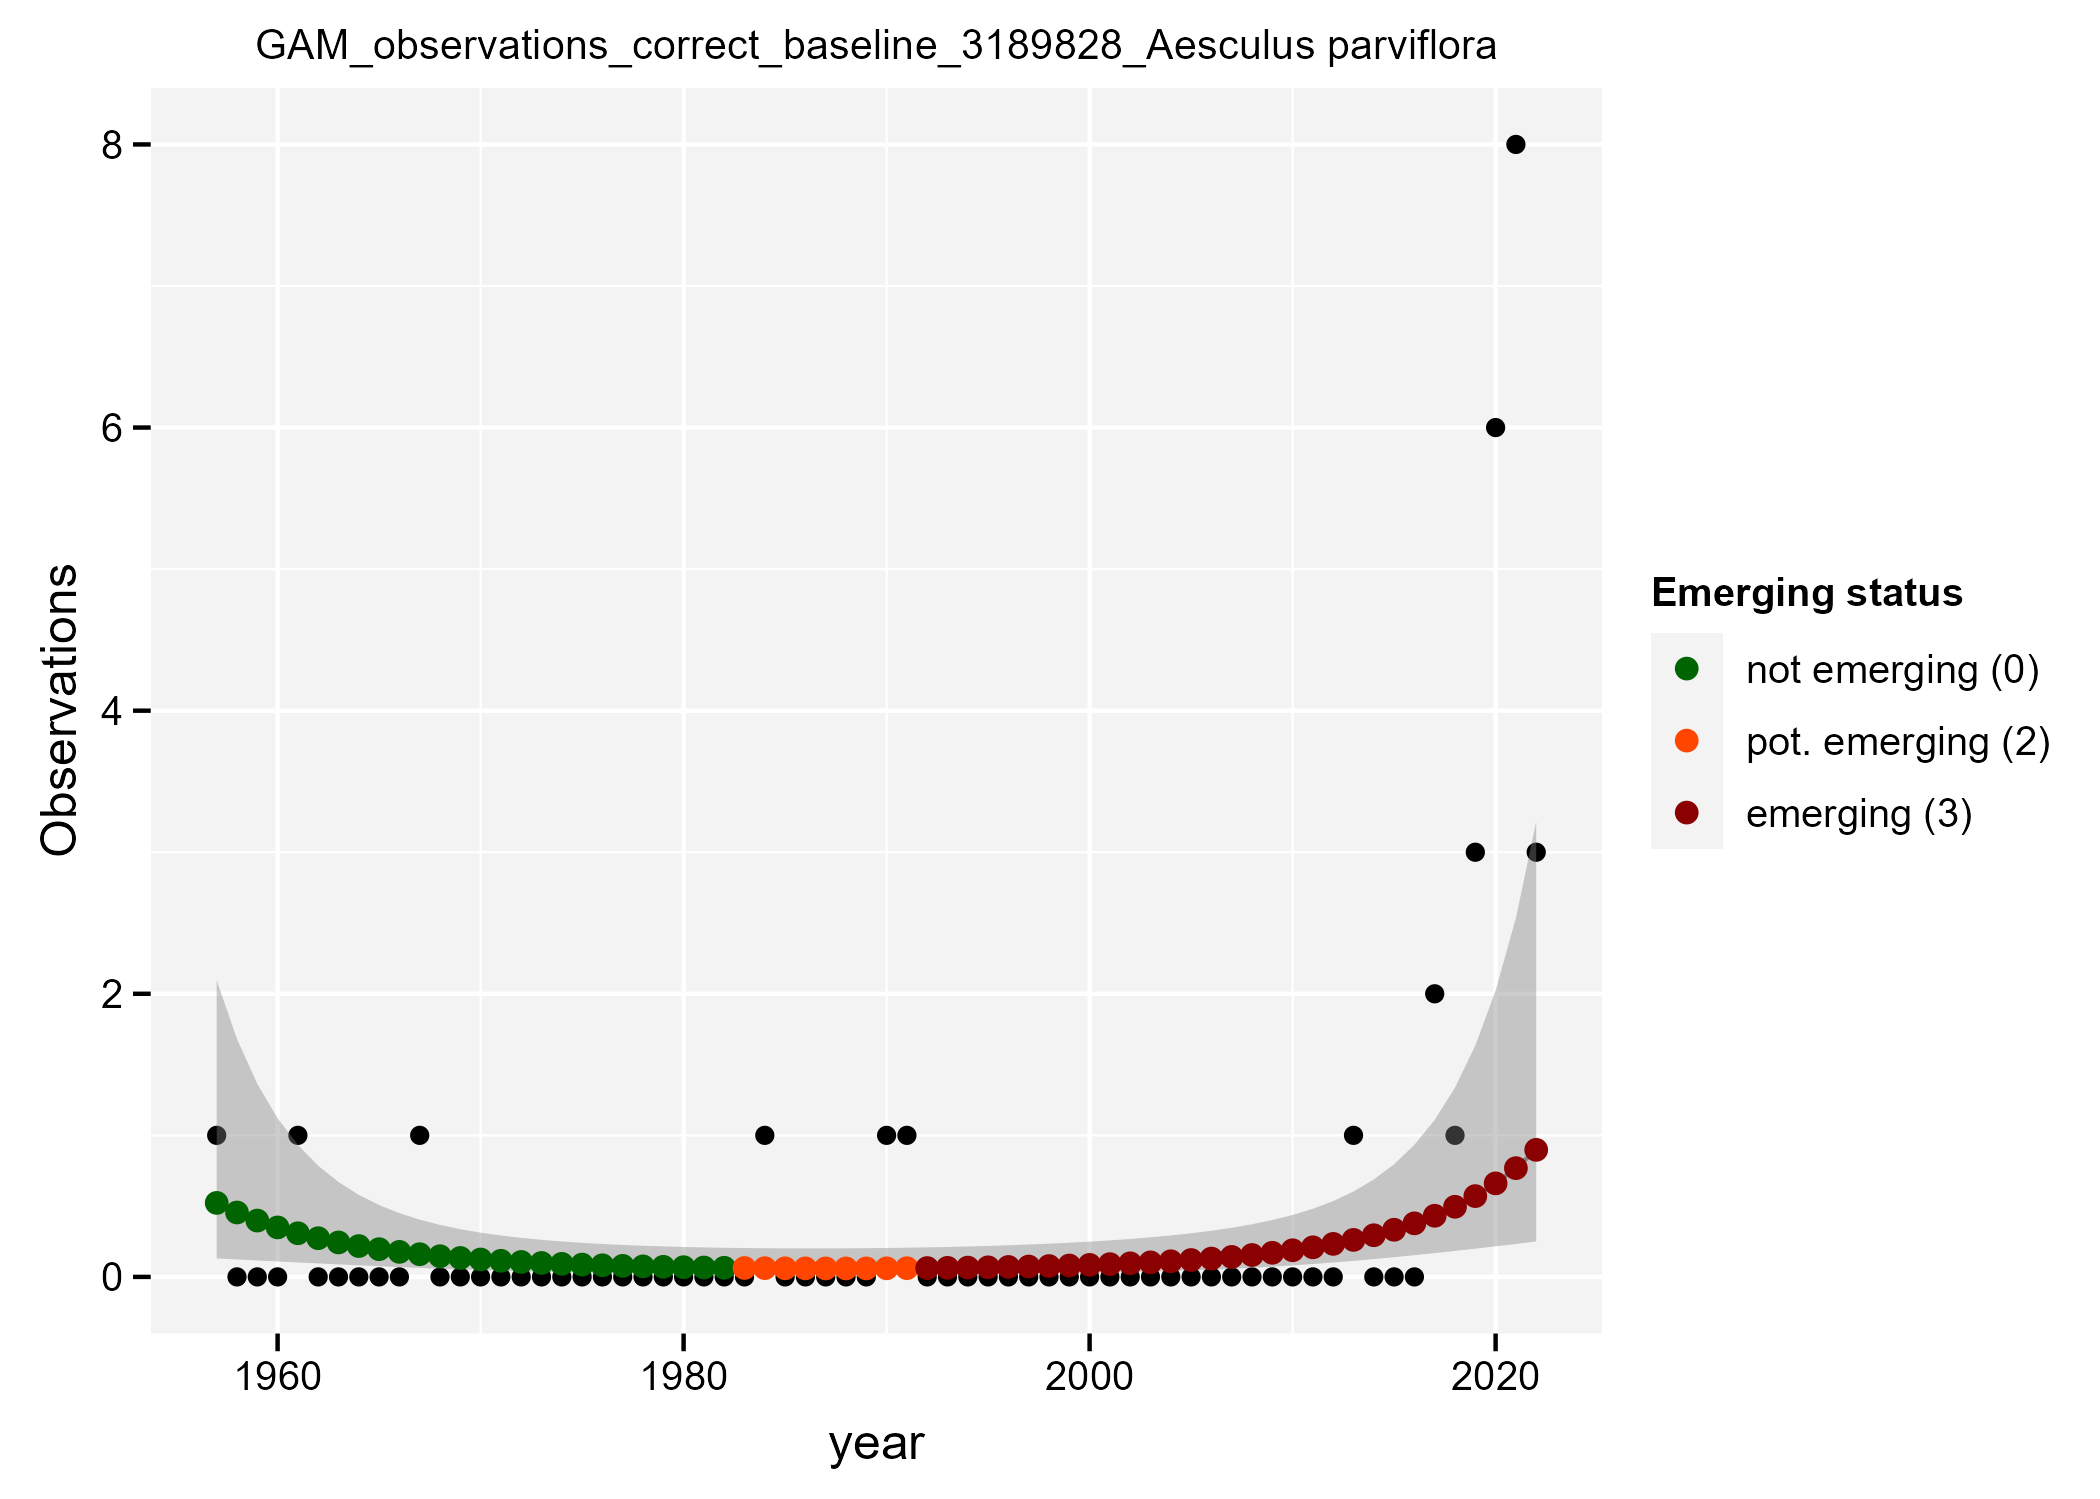 GAM_observations_correct_baseline_3189828_Aesculus parviflora
Observations
8
6
4
2
0
1960
1980
2000
2020
year
Emerging status
not emerging (0)
pot. emerging (2)
emerging (3)